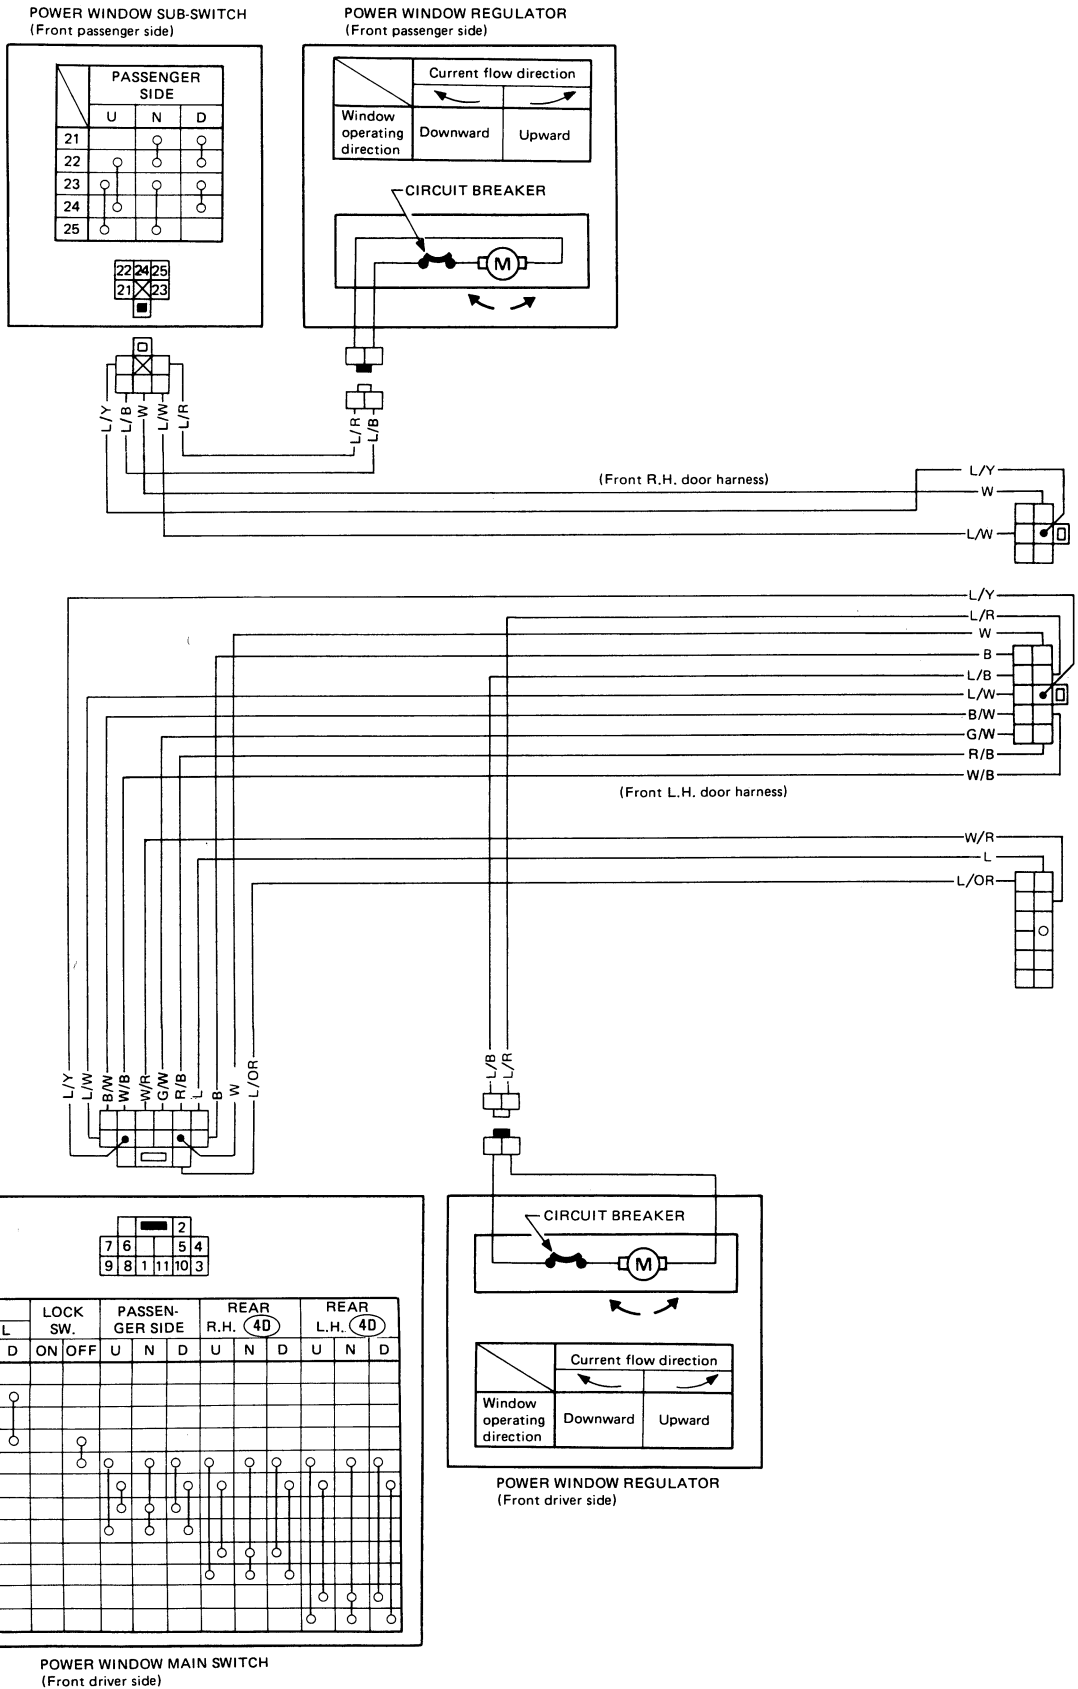 POWER WINDOW SUB-SWITCH
(Front passenger side)
POWER WINDOW REGULATOR
(Front passenger side)
PASSENGER
SIDE
U N D
21
22
23
24
25
22 24 25
21 23
Current flow direction
Window
operating
direction
Downward
Upward
CIRCUIT BREAKER
M
L/Y
L/B
W
L/W
L/R
L/R
L/B
(Front R.H. door harness)
L/Y
W
L/W
L/Y
L/R
W
B
L/B
L/W
B/W
G/W
R/B
W/B
(Front L.H. door harness)
W/R
L
L/OR
L/Y
L/W
B/W
W/B
W/R
G/W
R/B
L
B
W
L/OR
L/B
L/R
2
7 6 5 4
9 8 1 11 10 3
CIRCUIT BREAKER
M
L
LOCK
SW.
PASSEN-
GER SIDE
REAR
R.H. 4D
REAR
L.H. 4D
D ON OFF U N D U N D U N D
Current flow direction
Window
operating
direction
Downward
Upward
POWER WINDOW REGULATOR
(Front driver side)
POWER WINDOW MAIN SWITCH
(Front driver side)